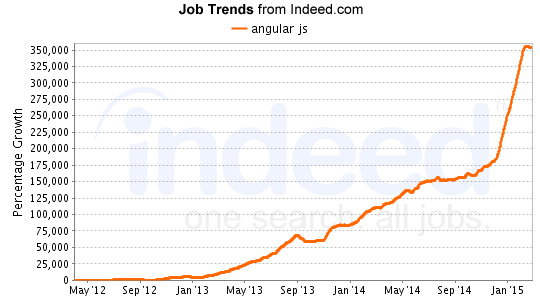 Job Trends from Indeed.com
angular js
Percentage Growth
350,000
325,000
300,000
275,000
250,000
225,000
200,000
175,000
150,000
125,000
100,000
75,000
50,000
25,000
0
indeed™
one search. all jobs.
May '12 Sep '12 Jan '13 May '13 Sep '13 Jan '14 May '14 Sep '14 Jan '15